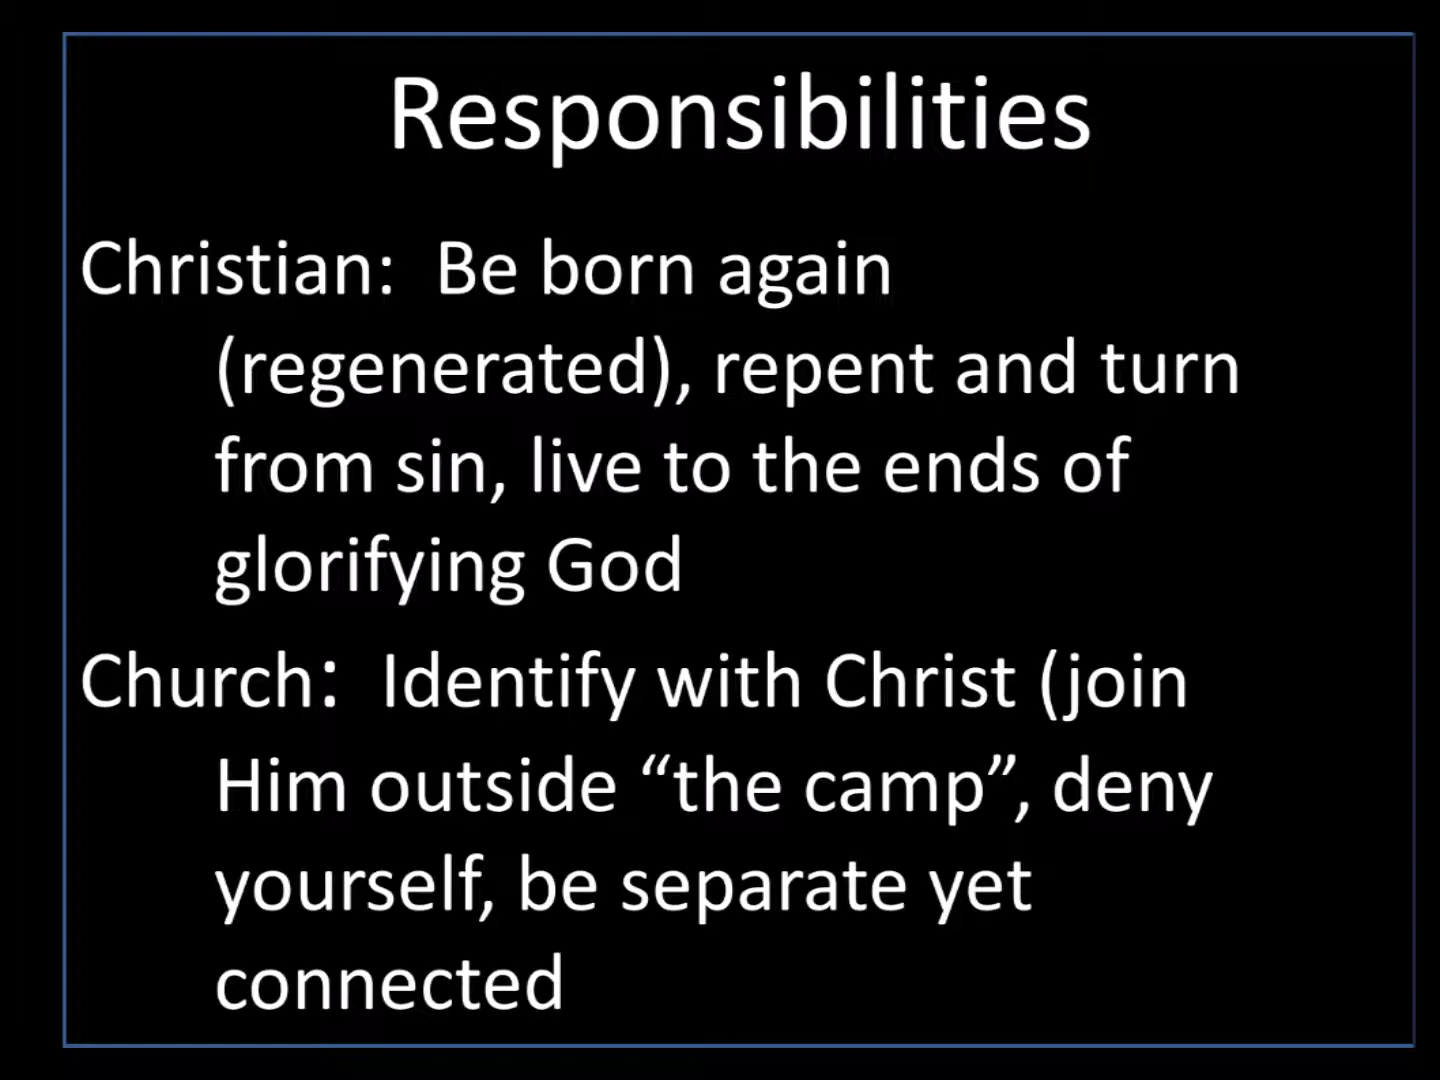 Responsibilities
Christian:  Be born again
(regenerated), repent and turn
from sin, live to the ends of
glorifying God
Church:  Identify with Christ (join
Him outside “the camp”, deny
yourself, be separate yet
connected